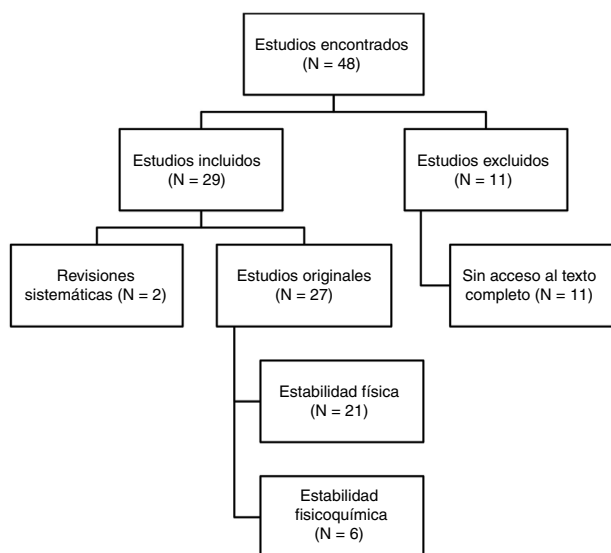 Estudios encontrados
(N = 48)
Estudios incluidos
(N = 29)
Estudios excluidos
(N = 11)
Revisiones
sistemáticas (N = 2)
Estudios originales
(N = 27)
Sin acceso al texto
completo (N = 11)
Estabilidad física
(N = 21)
Estabilidad
fisicoquímica
(N = 6)